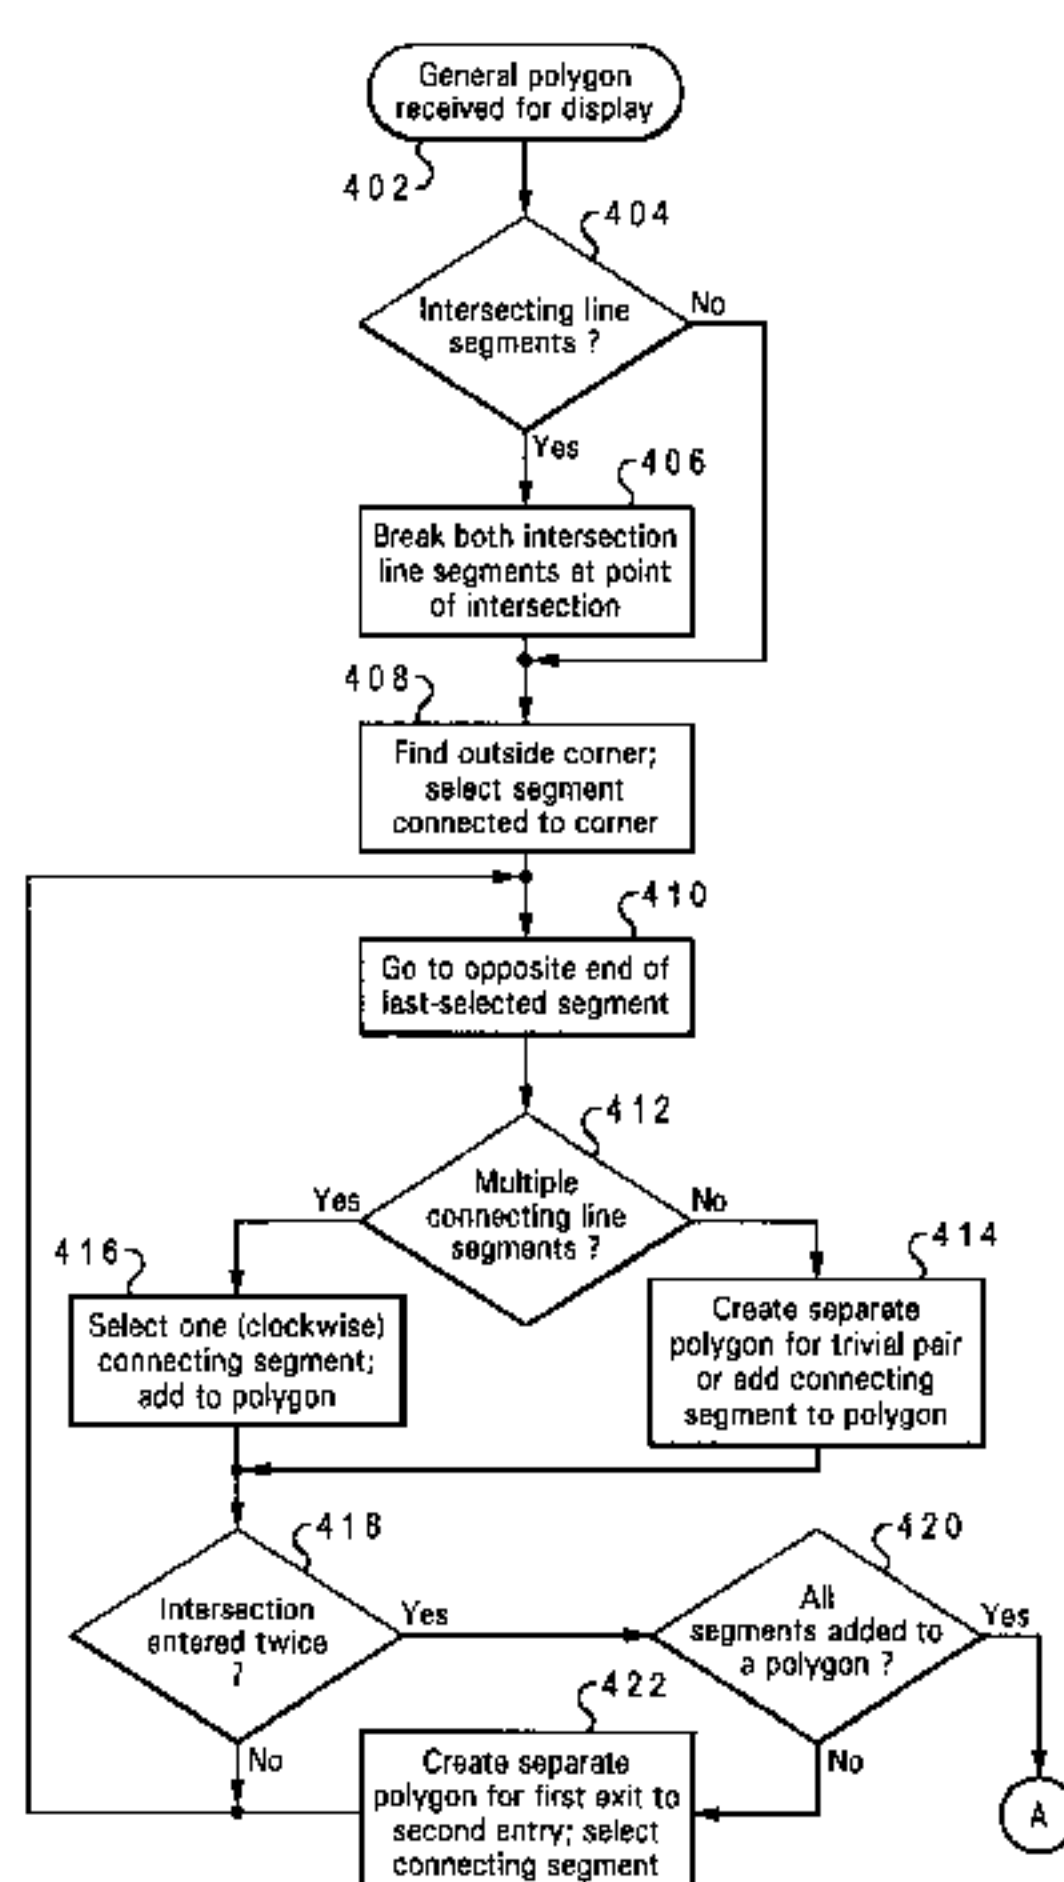 General polygon
received for display
402
404
Intersecting line
segments ?
No
Yes
406
Break both intersection
line segments at point
of intersection
408
Find outside corner;
select segment
connected to corner
410
Go to opposite end of
last-selected segment
412
Multiple
connecting line
segments ?
Yes
No
416
414
Select one (clockwise)
connecting segment;
add to polygon
Create separate
polygon for trivial pair
or add connecting
segment to polygon
418
420
Intersection
entered twice
?
Yes
All
segments added to
a polygon ?
Yes
422
No
No
Create separate
polygon for first exit to
second entry; select
connecting segment
A